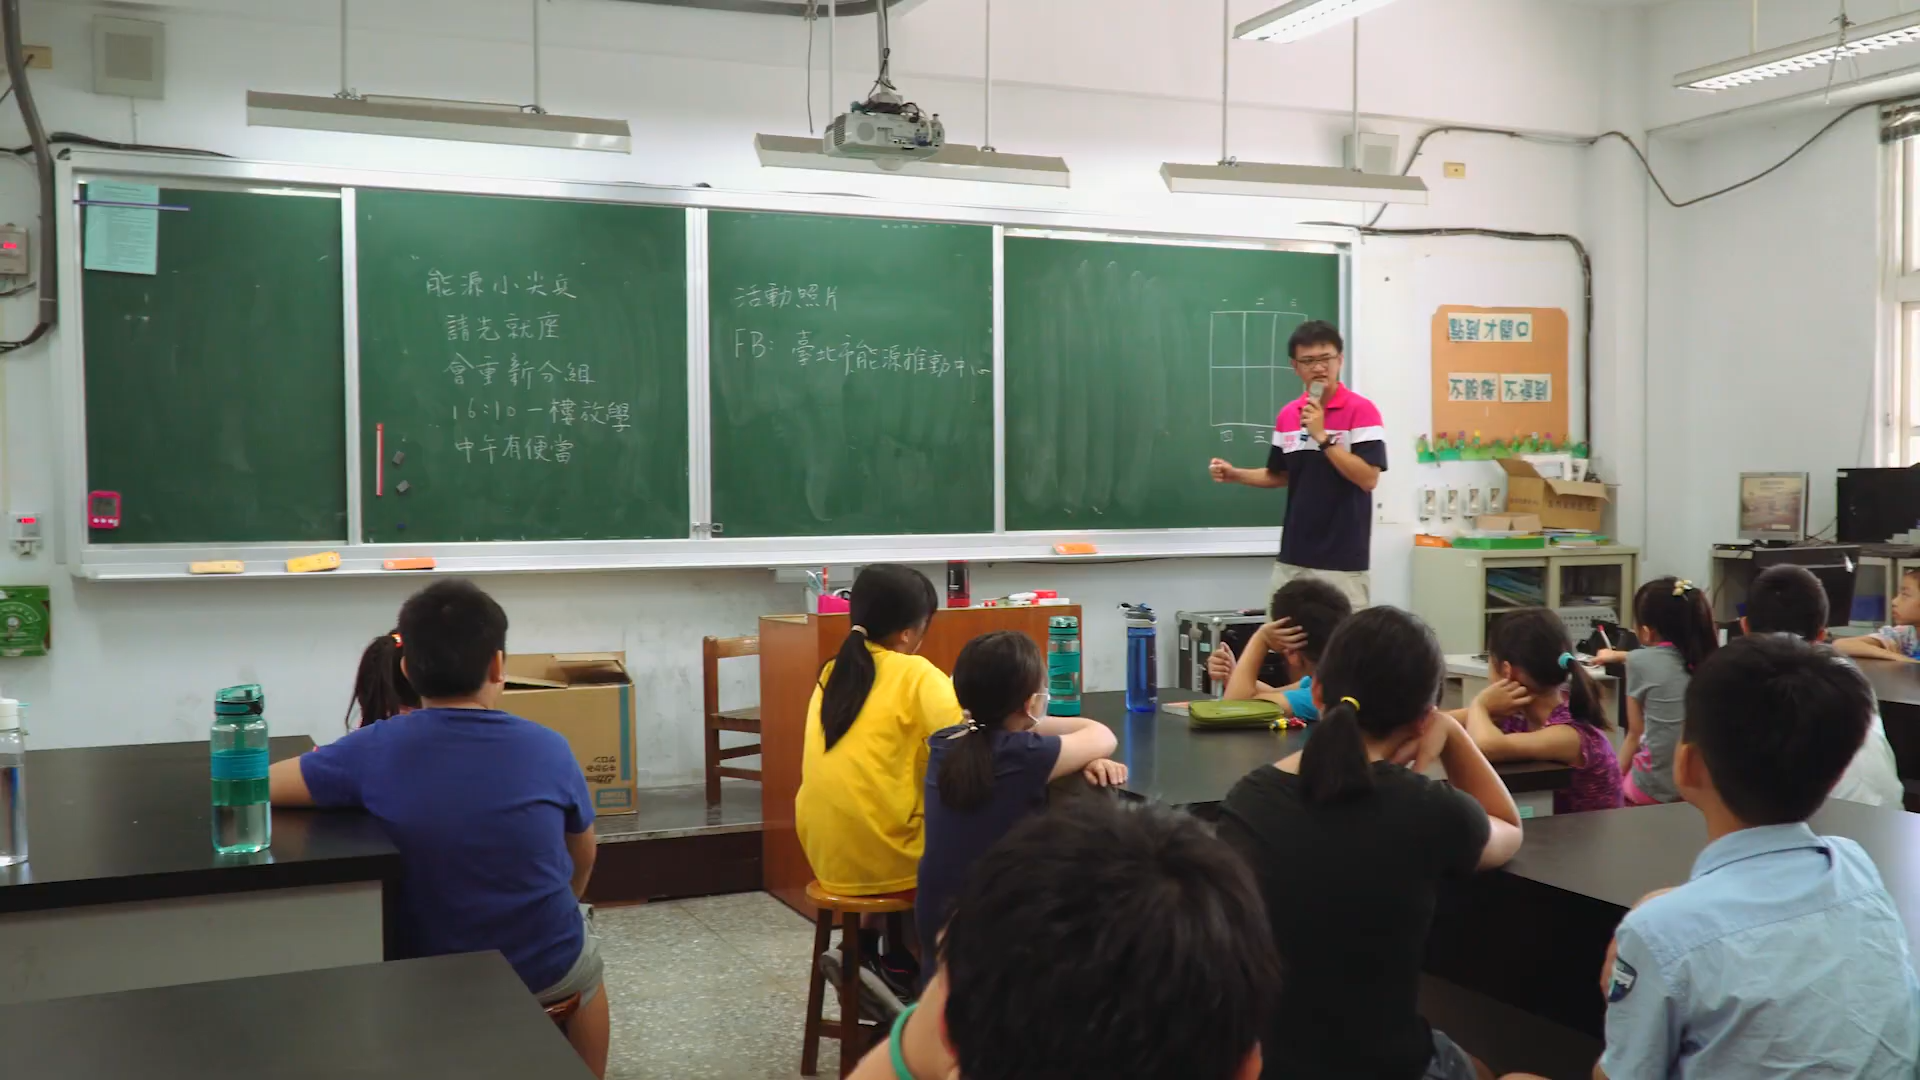 能源小尖兵
請先就座
會重新分組
16:10 一樓放學
中午有便當
活動照片
FB: 臺北市能源推動中心
一 二 三
四 五
點到才開口
不脫隊 不遲到